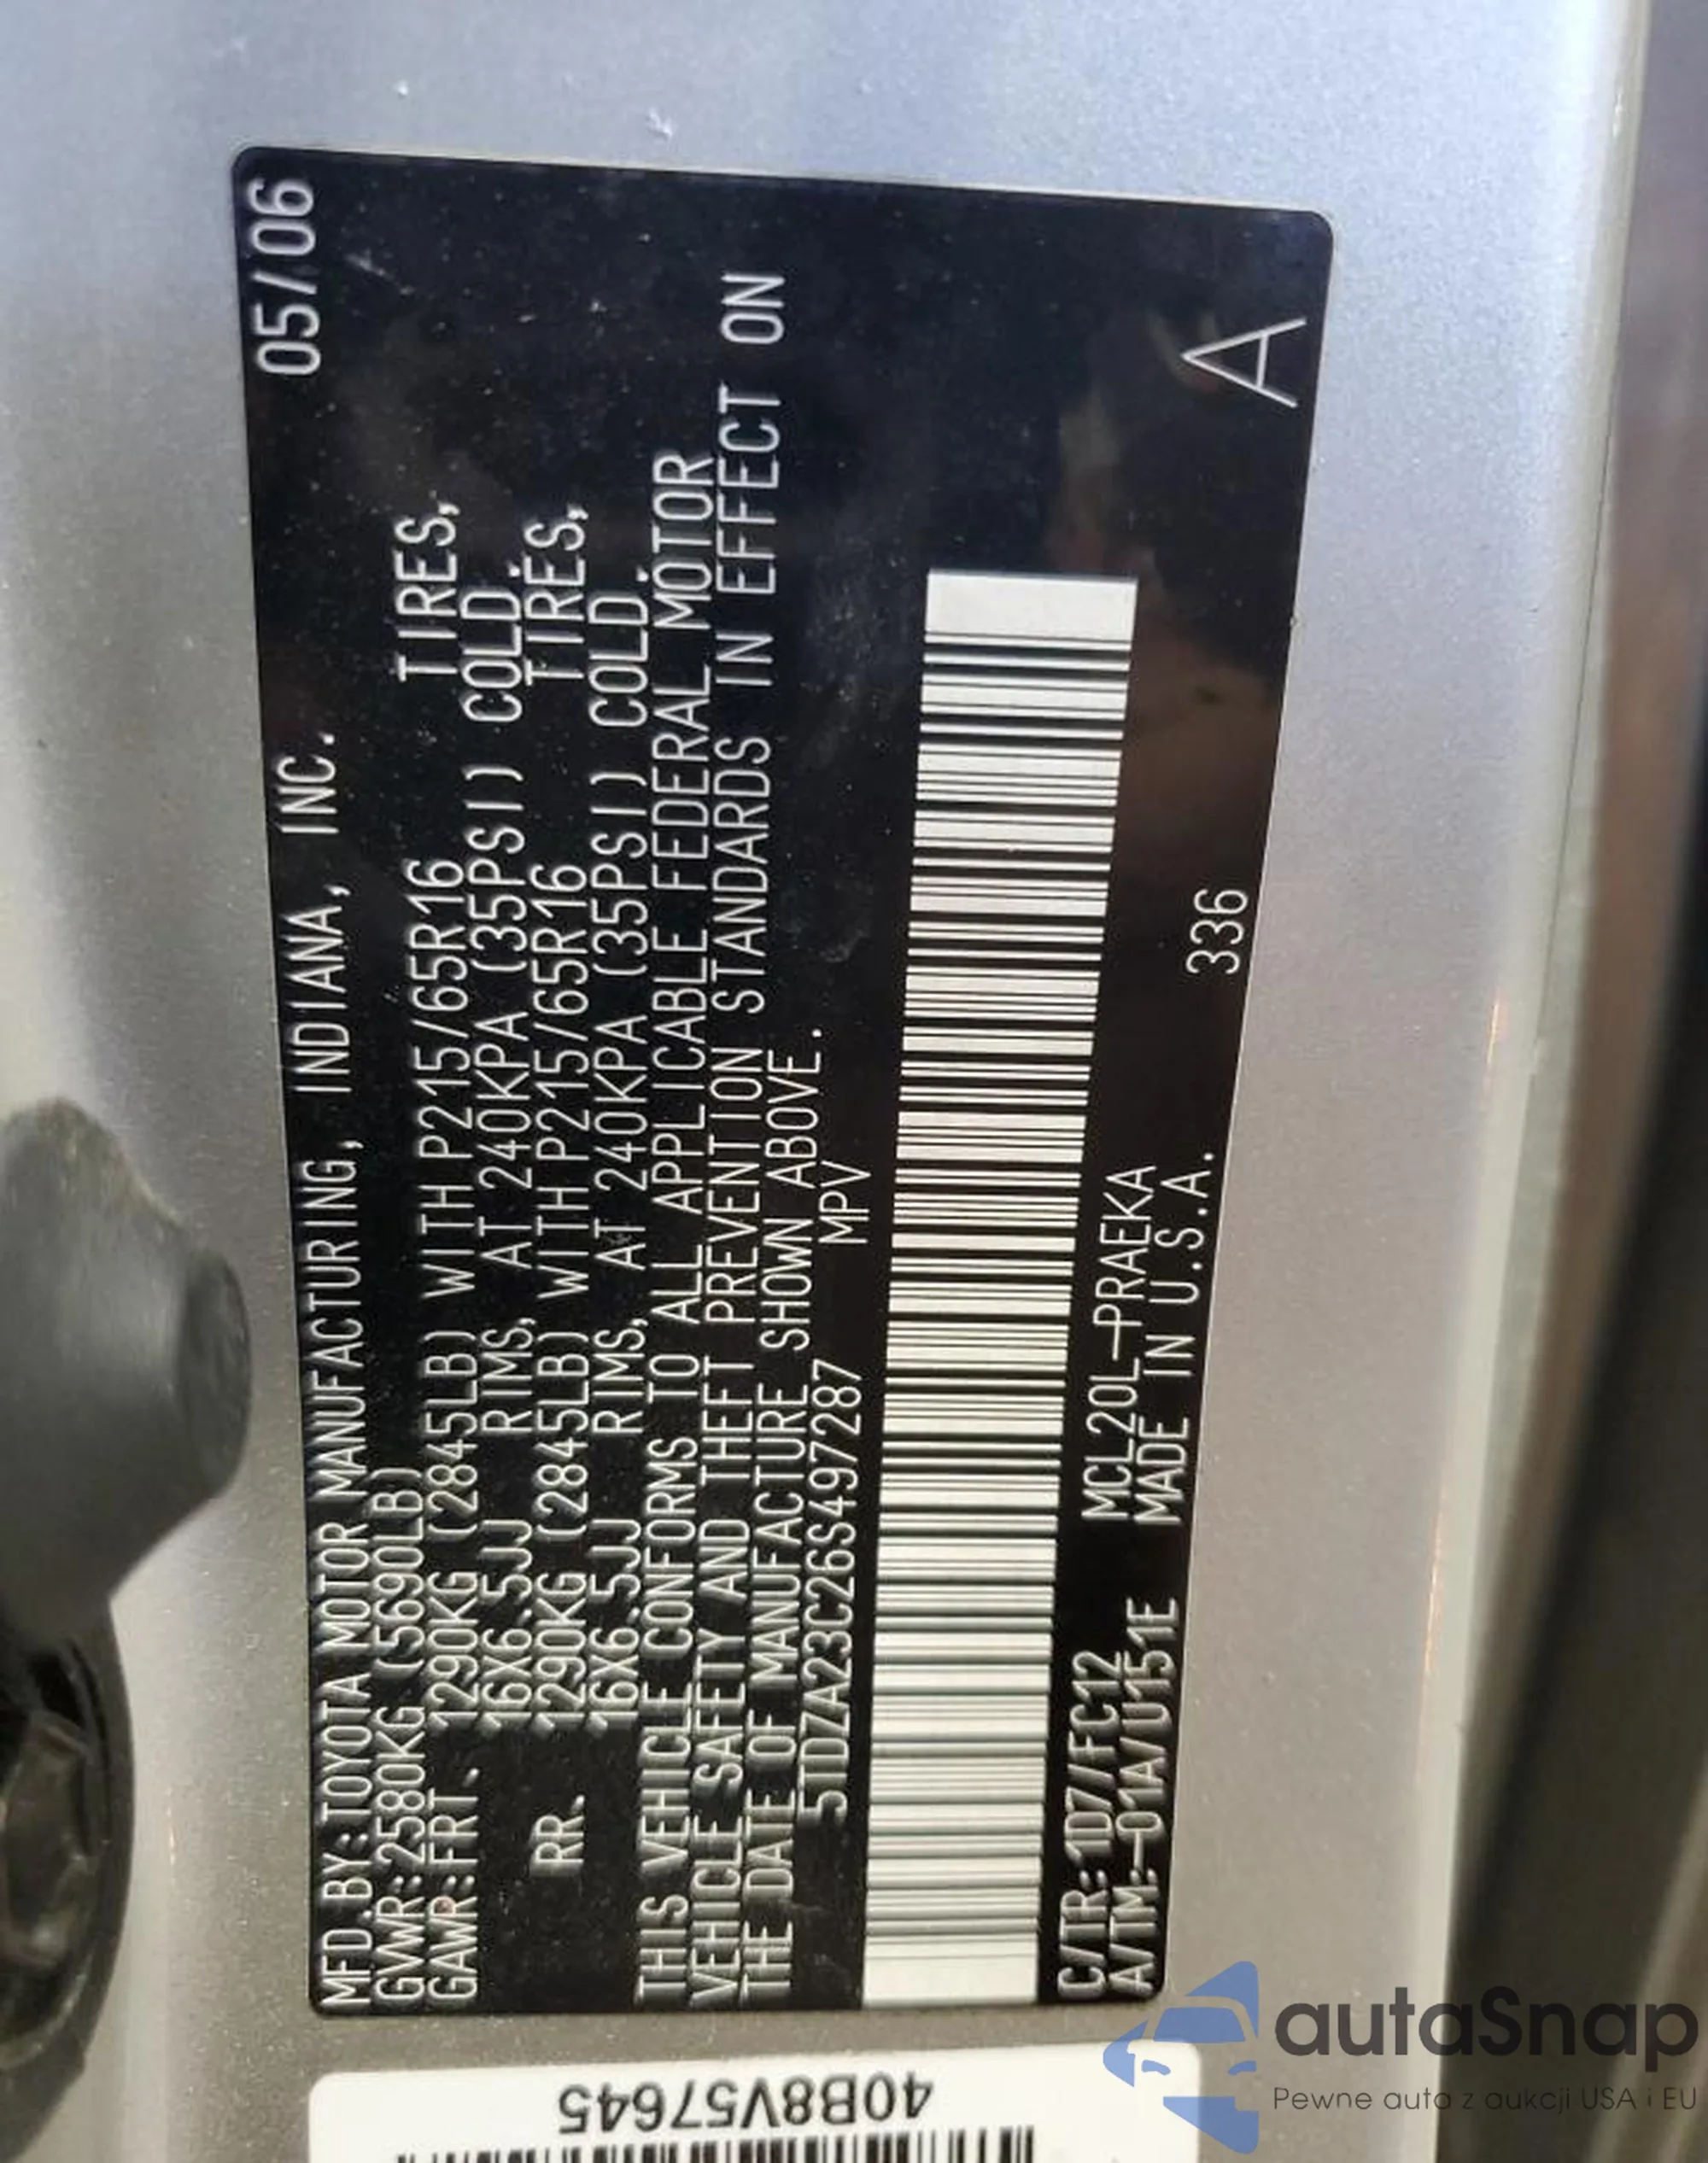 MFD.BY:TOYOTA MOTOR MANUFACTURING, INDIANA, INC. 05/06
GVWR:2580KG (5690LB)
GAWR:FRT. 1290KG (2845LB) WITH P215/65R16 TIRES,
16X6.5JJ RIMS, AT 240KPA (35PSI) COLD.
RR. 1290KG (2845LB) WITH P215/65R16 TIRES,
16X6.5JJ RIMS, AT 240KPA (35PSI) COLD.
THIS VEHICLE CONFORMS TO ALL APPLICABLE FEDERAL MOTOR
VEHICLE SAFETY AND THEFT PREVENTION STANDARDS IN EFFECT ON
THE DATE OF MANUFACTURE SHOWN ABOVE.
5TDZA23C26S497287 MPV
C/TR:1D7/FC12 MCL20L-PRAEKA
A/TM:-01A/U151E MADE IN U.S.A. 336 A
40B8V57645
autaSnap
Pewne auta z aukcji USA i EU